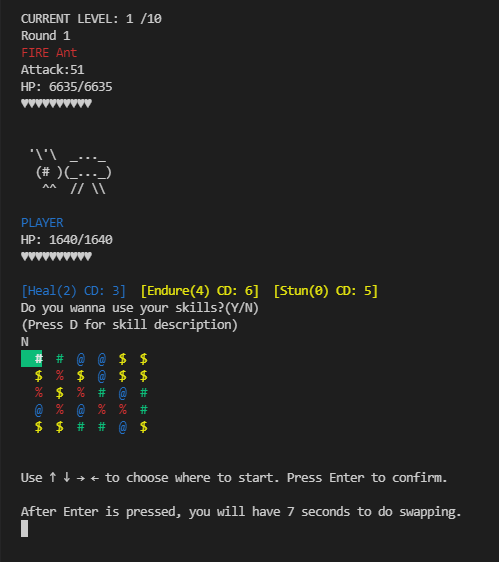 CURRENT LEVEL: 1 /10
Round 1
FIRE Ant
Attack:51
HP: 6635/6635
♥♥♥♥♥♥♥♥♥♥
'\'\  _..._
(# )(_..._)
^^  // \\
PLAYER
HP: 1640/1640
♥♥♥♥♥♥♥♥♥♥
[Heal(2) CD: 3]  [Endure(4) CD: 6]  [Stun(0) CD: 5]
Do you wanna use your skills?(Y/N)
(Press D for skill description)
N
# # @ @ $ $
$ % $ @ $ $
% $ % # @ #
@ % @ % % #
$ $ # # @ $
Use ↑ ↓ → ← to choose where to start. Press Enter to confirm.
After Enter is pressed, you will have 7 seconds to do swapping.